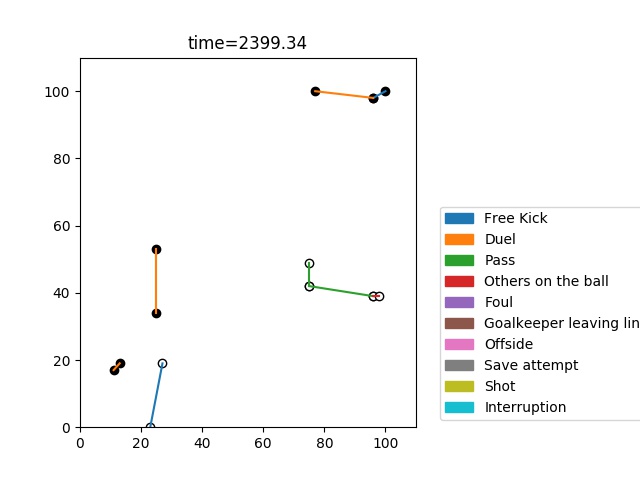 time=2399.34
100
80
60
40
20
0
0 20 40 60 80 100
Free Kick
Duel
Pass
Others on the ball
Foul
Goalkeeper leaving lin
Offside
Save attempt
Shot
Interruption